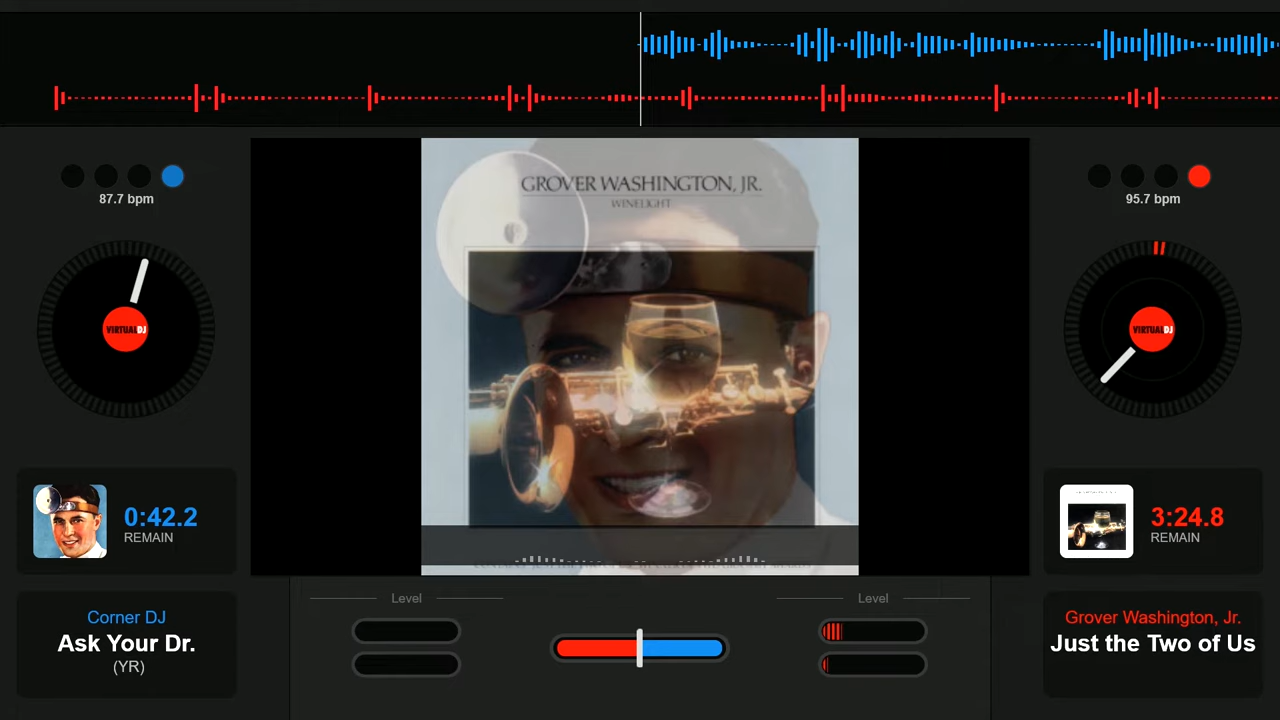 GROVER WASHINGTON, JR.
WINELIGHT
87.7 bpm
95.7 bpm
VIRTUALDJ
VIRTUALDJ
0:42.2
REMAIN
3:24.8
REMAIN
Level
Level
Corner DJ
Ask Your Dr.
(YR)
Grover Washington, Jr.
Just the Two of Us